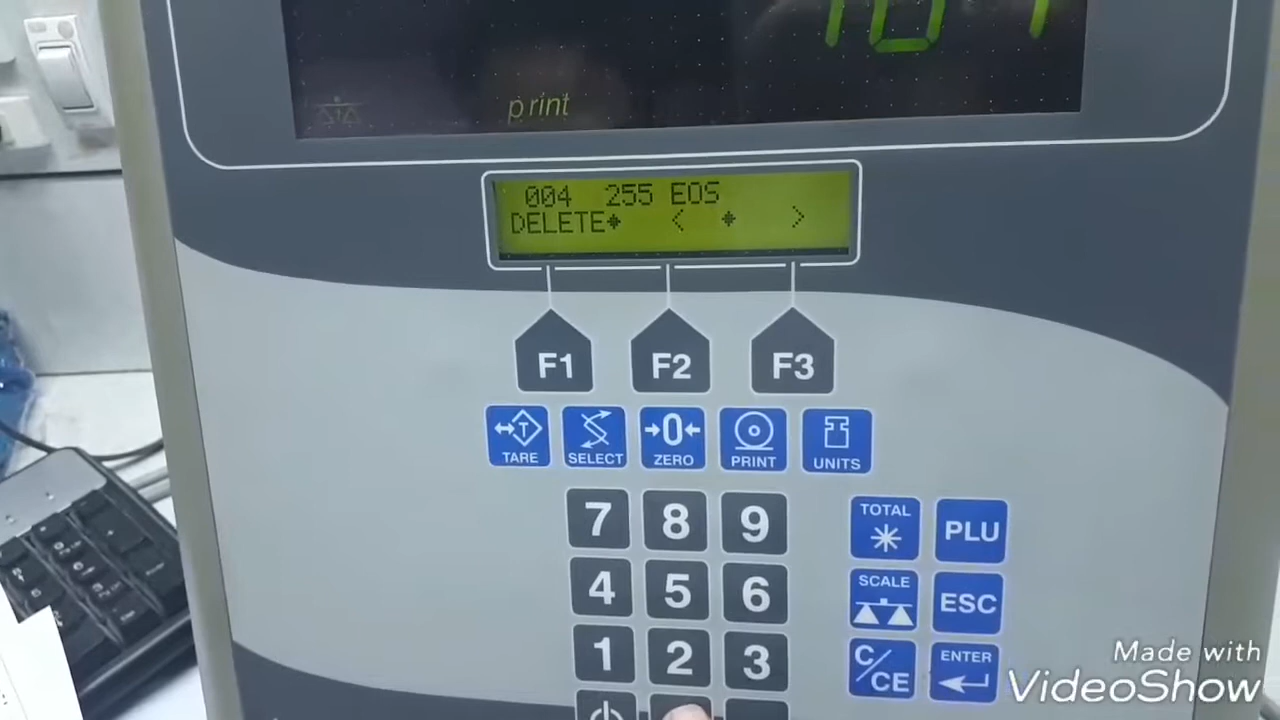 print
004 255 EOS
DELETE < >
F1 F2 F3
TARE SELECT →0← ZERO PRINT UNITS
7 8 9
TOTAL PLU
4 5 6
SCALE ESC
1 2 3
C/CE ENTER
Made with
VideoShow